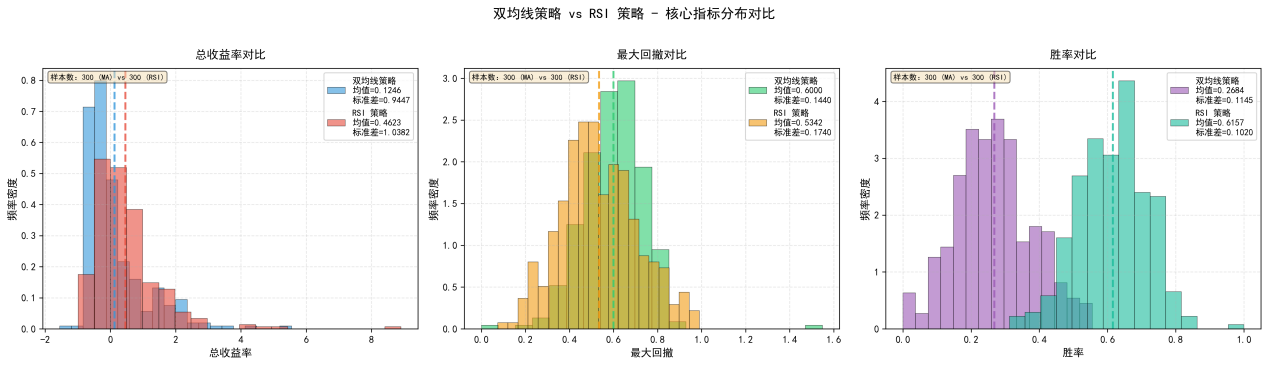 双均线策略 vs RSI 策略 - 核心指标分布对比
总收益率对比
样本数: 300 (MA) vs 300 (RSI)
双均线策略
均值=0.1246
标准差=0.9447
RSI 策略
均值=0.4623
标准差=1.0382
频率密度
0.8
0.7
0.6
0.5
0.4
0.3
0.2
0.1
0.0
−2
0
2
4
6
8
总收益率
最大回撤对比
样本数: 300 (MA) vs 300 (RSI)
双均线策略
均值=0.6000
标准差=0.1440
RSI 策略
均值=0.5342
标准差=0.1740
频率密度
3.0
2.5
2.0
1.5
1.0
0.5
0.0
0.0
0.2
0.4
0.6
0.8
1.0
1.2
1.4
1.6
最大回撤
胜率对比
样本数: 300 (MA) vs 300 (RSI)
双均线策略
均值=0.2684
标准差=0.1145
RSI 策略
均值=0.6157
标准差=0.1020
频率密度
4
3
2
1
0
0.0
0.2
0.4
0.6
0.8
1.0
胜率